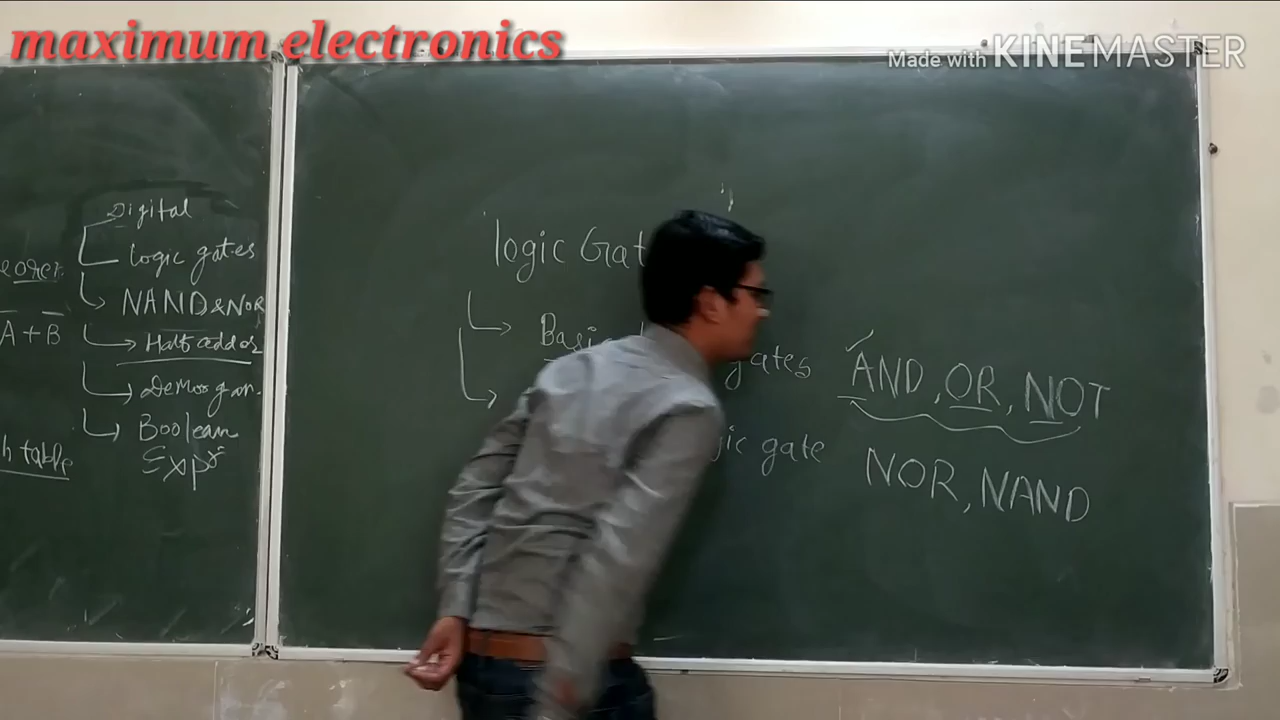 maximum electronics
Made with KINEMASTER
Digital
logic gates
NAND & NOR
A + B
Half adder
Demorgan.
Boolean
Exp
table
logic Gat
Basi
gates
AND, OR, NOT
gate
NOR, NAND